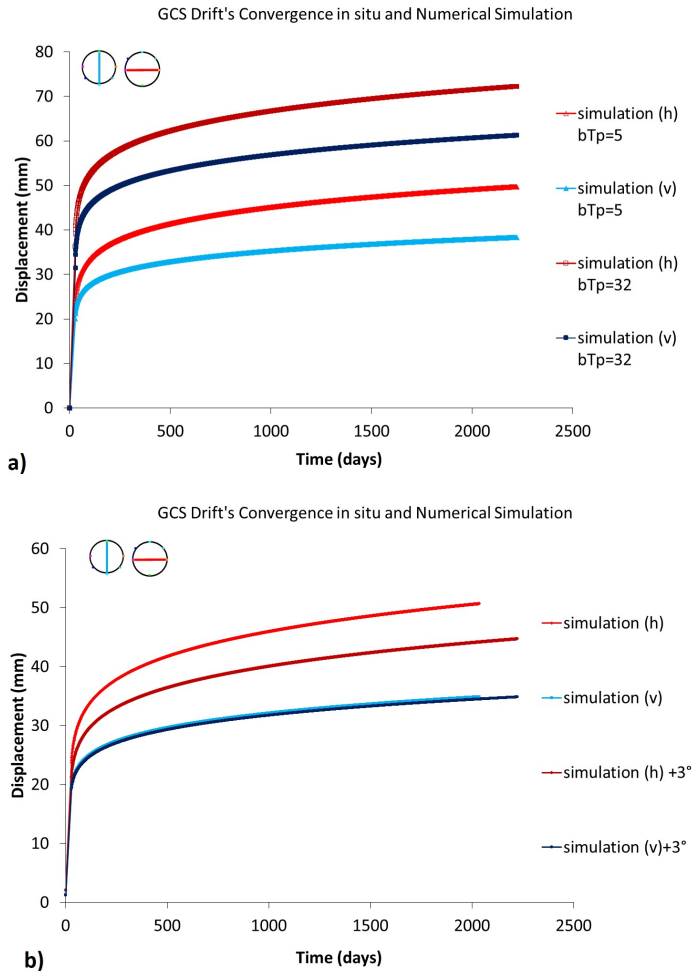 GCS Drift's Convergence in situ and Numerical Simulation
80
70
60
50
40
30
20
10
0
Displacement (mm)
0 500 1000 1500 2000 2500
Time (days)
simulation (h)
bTp=5
simulation (v)
bTp=5
simulation (h)
bTp=32
simulation (v)
bTp=32
a)
GCS Drift's Convergence in situ and Numerical Simulation
60
50
40
30
20
10
0
Displacement (mm)
0 500 1000 1500 2000 2500
Time (days)
simulation (h)
simulation (v)
simulation (h) +3°
simulation (v)+3°
b)